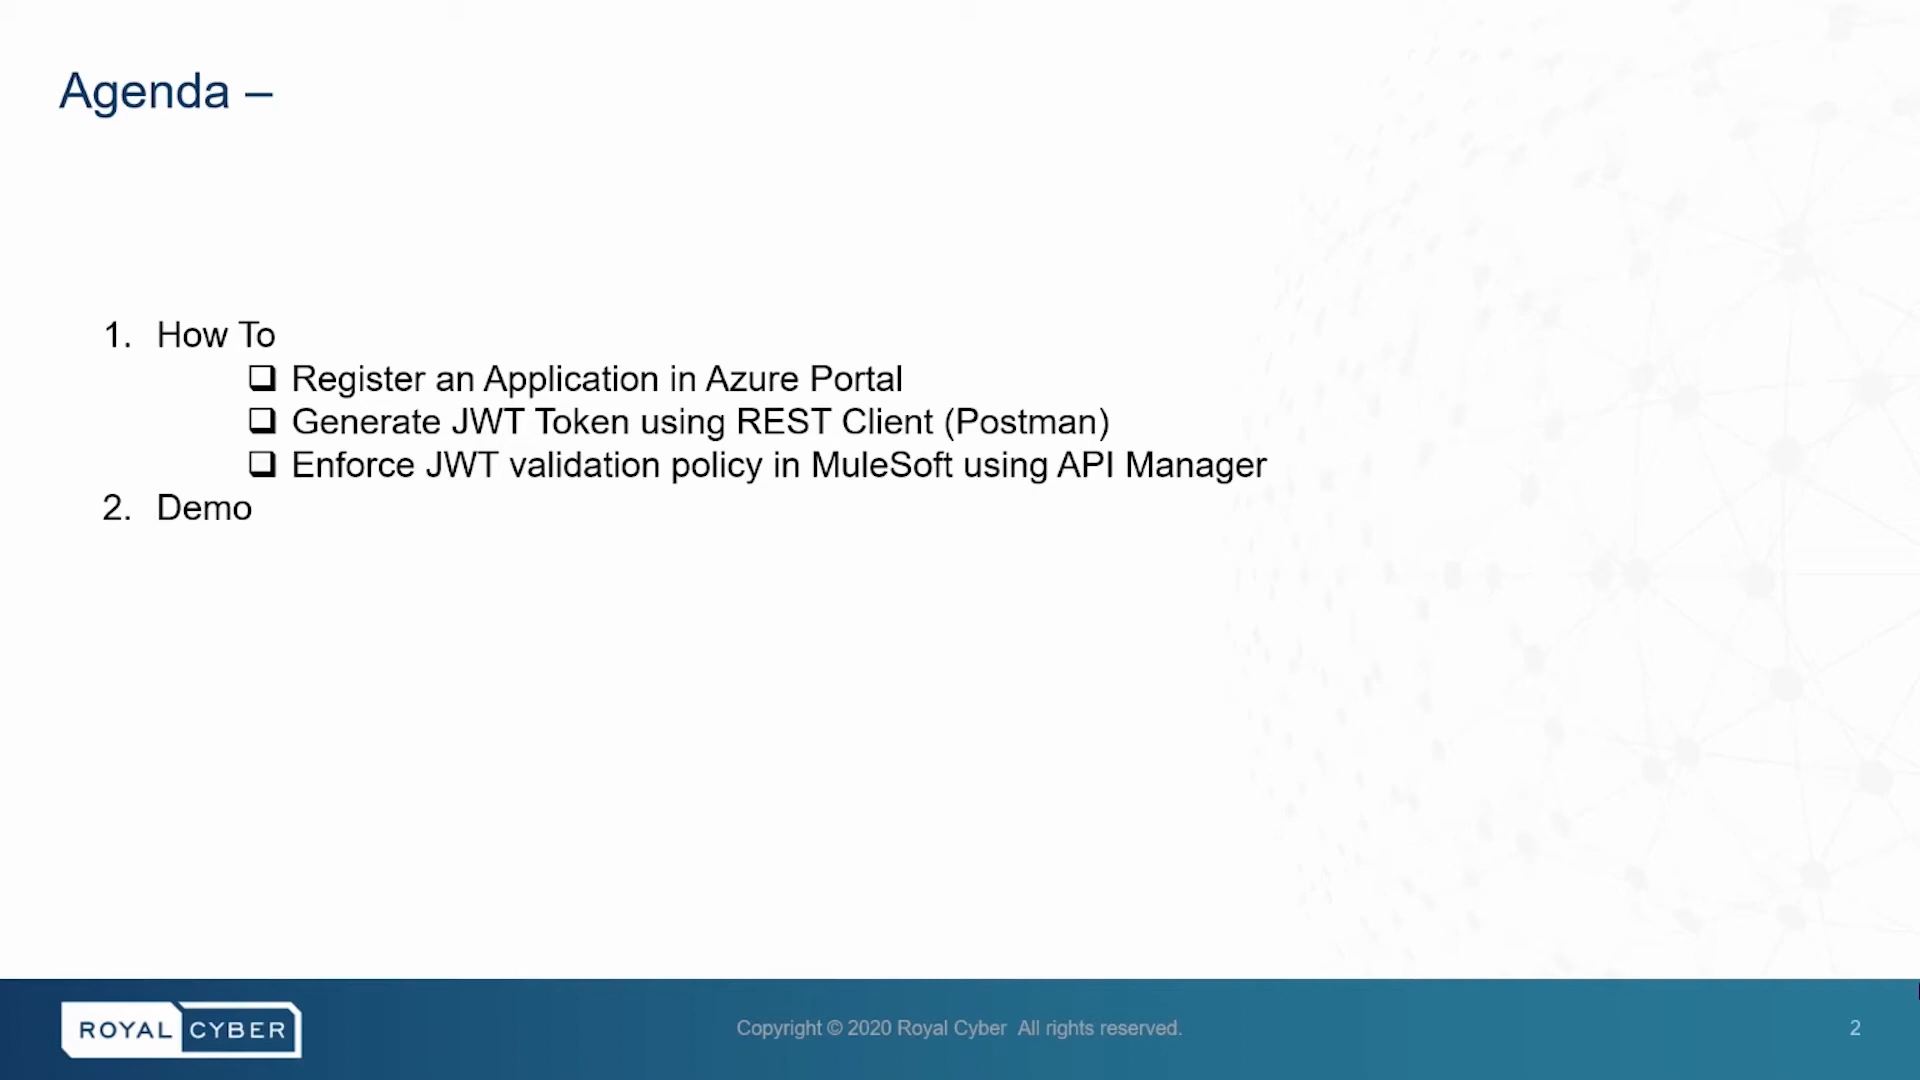 Agenda –
1. How To
❑ Register an Application in Azure Portal
❑ Generate JWT Token using REST Client (Postman)
❑ Enforce JWT validation policy in MuleSoft using API Manager
2. Demo
ROYAL CYBER
Copyright © 2020 Royal Cyber All rights reserved.
2